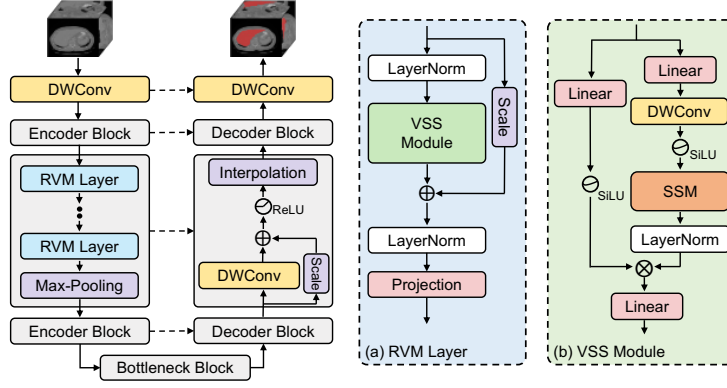 DWConv
Encoder Block
RVM Layer
RVM Layer
Max-Pooling
Encoder Block
Bottleneck Block
DWConv
Decoder Block
Interpolation
ReLU
DWConv
Scale
Decoder Block
LayerNorm
VSS
Module
Scale
LayerNorm
Projection
(a) RVM Layer
Linear
Linear
DWConv
SiLU
SiLU
SSM
LayerNorm
Linear
(b) VSS Module